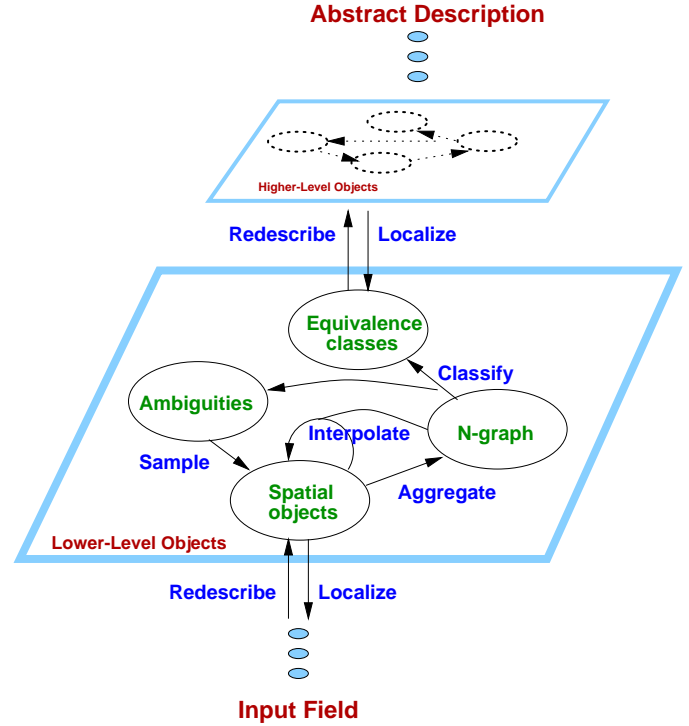 Abstract Description
Higher-Level Objects
Redescribe
Localize
Equivalence
classes
Classify
Ambiguities
Interpolate
N-graph
Sample
Spatial
objects
Aggregate
Lower-Level Objects
Redescribe
Localize
Input Field